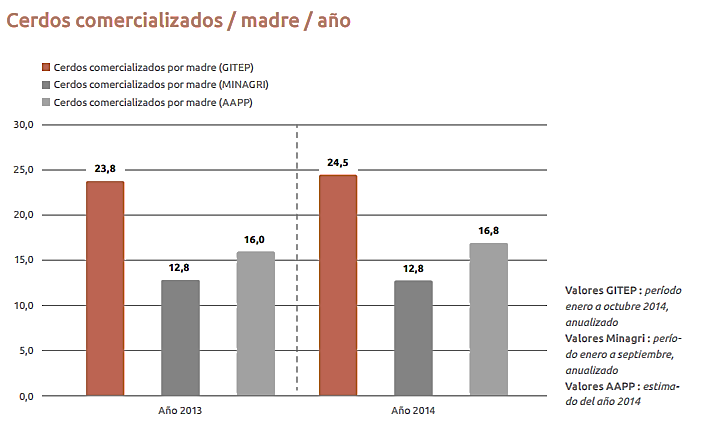 Cerdos comercializados / madre / año
Cerdos comercializados por madre (GITEP)
Cerdos comercializados por madre (MINAGRI)
Cerdos comercializados por madre (AAPP)
30,0
25,0
20,0
15,0
10,0
5,0
0,0
23,8
12,8
16,0
24,5
12,8
16,8
Año 2013
Año 2014
Valores GITEP : período
enero a octubre 2014,
anualizado
Valores Minagri : perío-
do enero a septiembre,
anualizado
Valores AAPP : estima-
do del año 2014